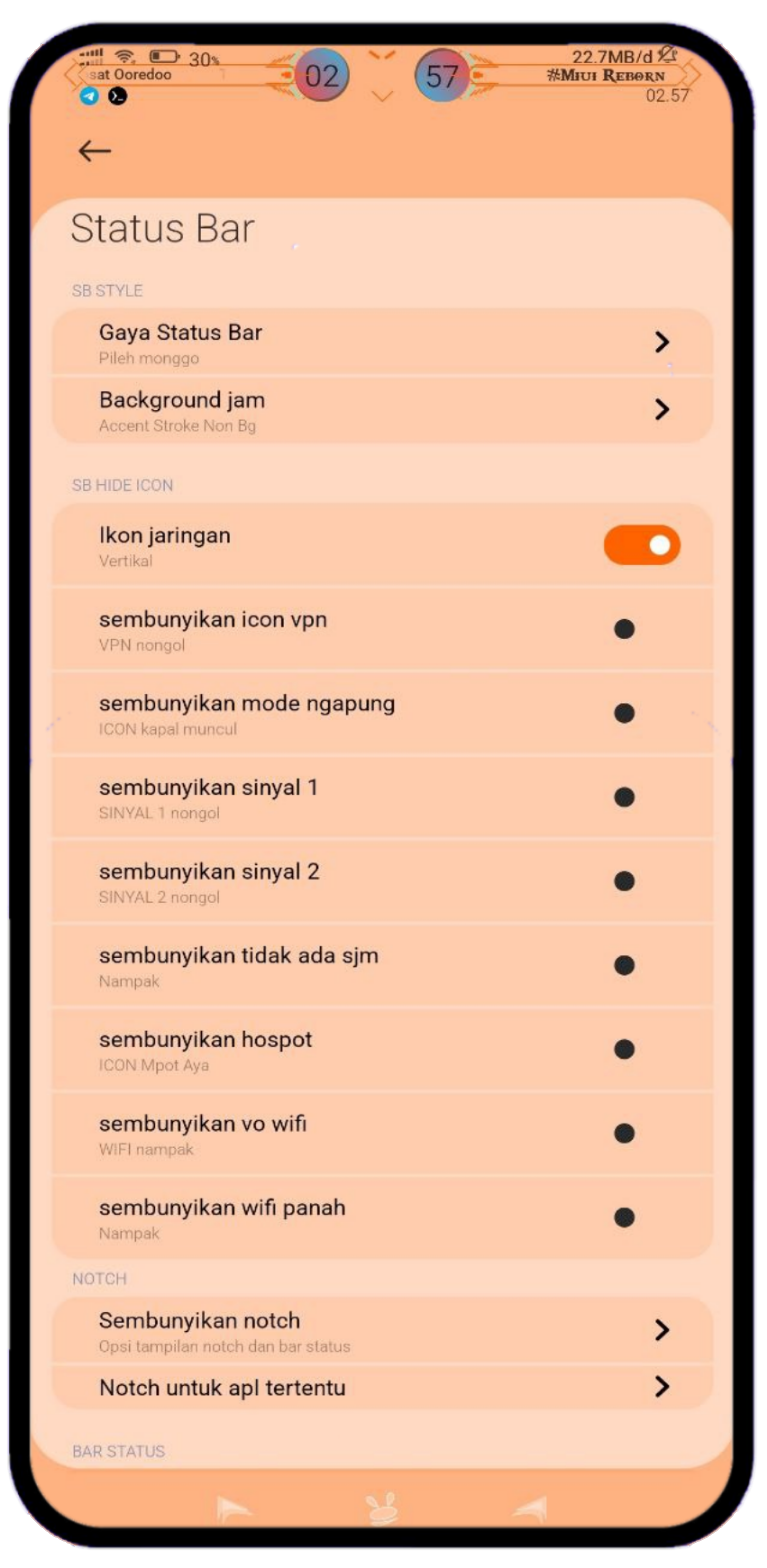 30%
22.7MB/d
sat Ooredoo
02
57
#MIUI REBORN
02.57
Status Bar
SB STYLE
Gaya Status Bar
Pileh monggo
Background jam
Accent Stroke Non Bg
SB HIDE ICON
Ikon jaringan
Vertikal
sembunyikan icon vpn
VPN nongol
sembunyikan mode ngapung
ICON kapal muncul
sembunyikan sinyal 1
SINYAL 1 nongol
sembunyikan sinyal 2
SINYAL 2 nongol
sembunyikan tidak ada sjm
Nampak
sembunyikan hospot
ICON Mpot Aya
sembunyikan vo wifi
WIFI nampak
sembunyikan wifi panah
Nampak
NOTCH
Sembunyikan notch
Opsi tampilan notch dan bar status
Notch untuk apl tertentu
BAR STATUS